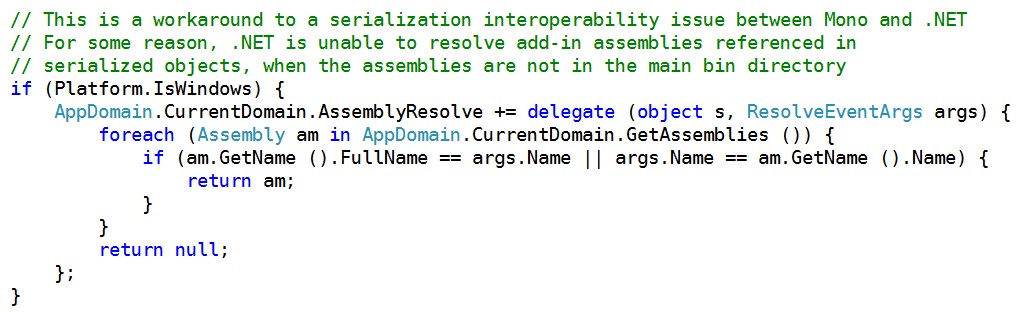 // This is a workaround to a serialization interoperability issue between Mono and .NET
// For some reason, .NET is unable to resolve add-in assemblies referenced in
// serialized objects, when the assemblies are not in the main bin directory
if (Platform.IsWindows) {
    AppDomain.CurrentDomain.AssemblyResolve += delegate (object s, ResolveEventArgs args) {
        foreach (Assembly am in AppDomain.CurrentDomain.GetAssemblies ()) {
            if (am.GetName ().FullName == args.Name || args.Name == am.GetName ().Name) {
                return am;
            }
        }
        return null;
    };
}